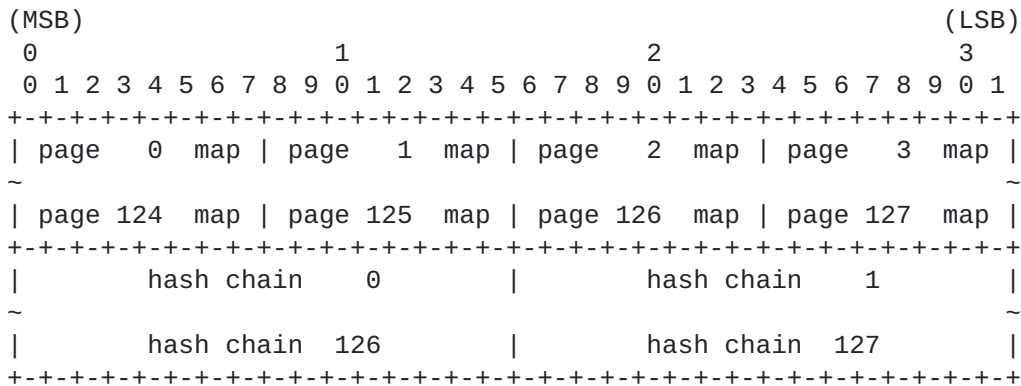 (MSB)                                                       (LSB)
 0                   1                   2                   3
 0 1 2 3 4 5 6 7 8 9 0 1 2 3 4 5 6 7 8 9 0 1 2 3 4 5 6 7 8 9 0 1
+-+-+-+-+-+-+-+-+-+-+-+-+-+-+-+-+-+-+-+-+-+-+-+-+-+-+-+-+-+-+-+-+
| page   0  map | page   1  map | page   2  map | page   3  map |
~                                                               ~
| page 124  map | page 125  map | page 126  map | page 127  map |
+-+-+-+-+-+-+-+-+-+-+-+-+-+-+-+-+-+-+-+-+-+-+-+-+-+-+-+-+-+-+-+-+
|        hash chain    0        |        hash chain    1        |
~                                                               ~
|        hash chain  126        |        hash chain  127        |
+-+-+-+-+-+-+-+-+-+-+-+-+-+-+-+-+-+-+-+-+-+-+-+-+-+-+-+-+-+-+-+-+